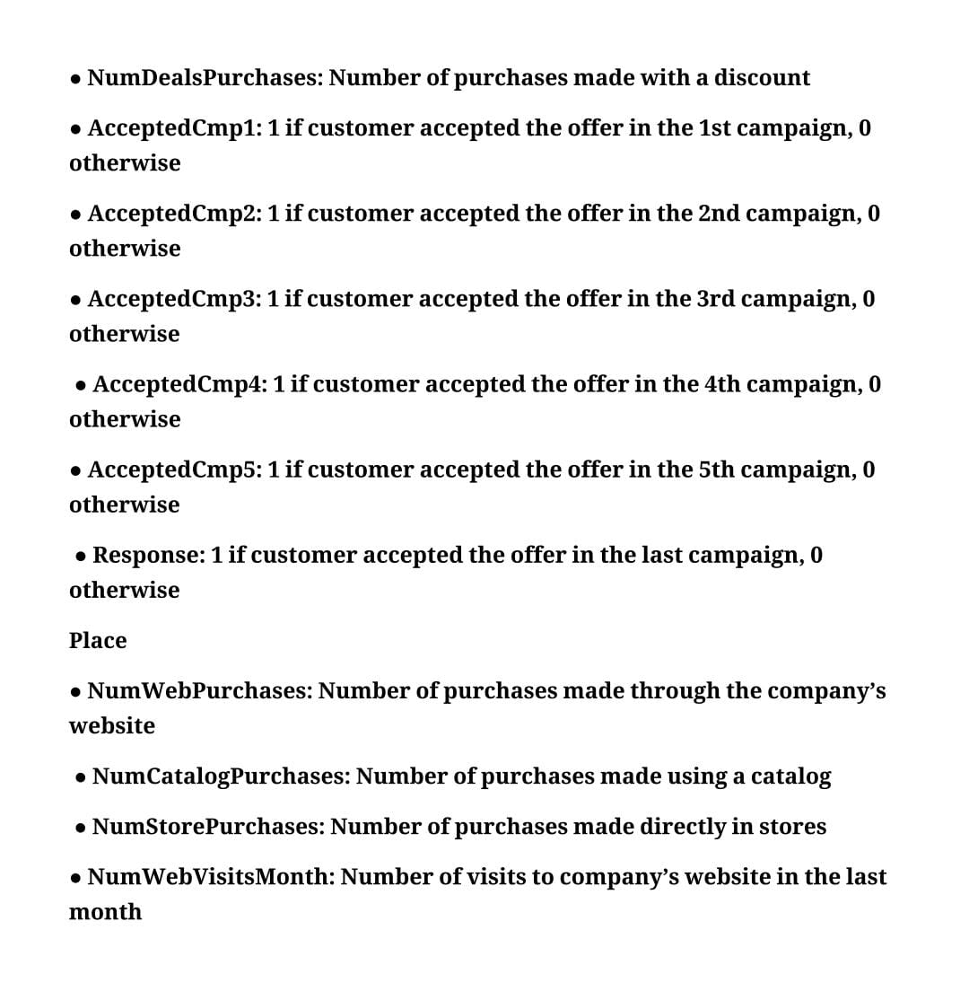 ● NumDealsPurchases: Number of purchases made with a discount
● AcceptedCmp1: 1 if customer accepted the offer in the 1st campaign, 0
otherwise
● AcceptedCmp2: 1 if customer accepted the offer in the 2nd campaign, 0
otherwise
● AcceptedCmp3: 1 if customer accepted the offer in the 3rd campaign, 0
otherwise
● AcceptedCmp4: 1 if customer accepted the offer in the 4th campaign, 0
otherwise
● AcceptedCmp5: 1 if customer accepted the offer in the 5th campaign, 0
otherwise
● Response: 1 if customer accepted the offer in the last campaign, 0
otherwise
Place
● NumWebPurchases: Number of purchases made through the company’s
website
● NumCatalogPurchases: Number of purchases made using a catalog
● NumStorePurchases: Number of purchases made directly in stores
● NumWebVisitsMonth: Number of visits to company’s website in the last
month